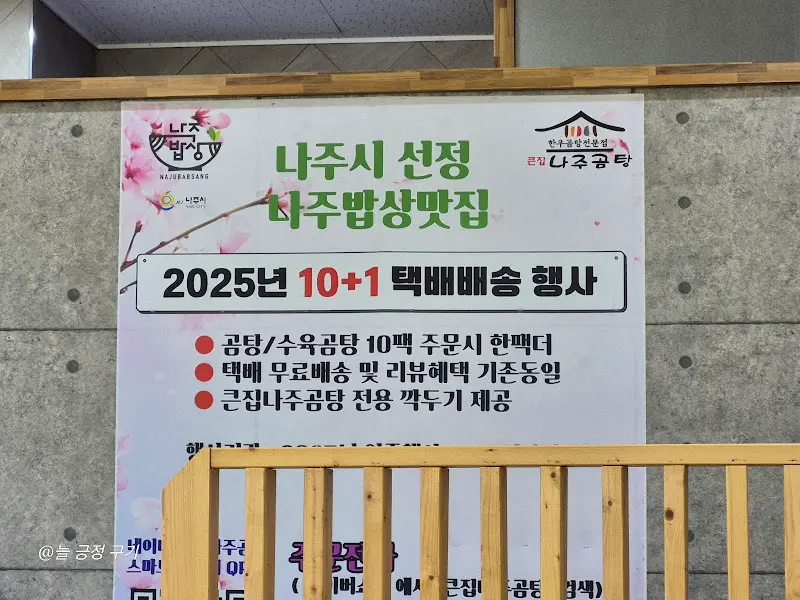 나주
밥상
NAJUBABSANG
나주시
한우곰탕전문점
큰집 나주곰탕
나주시 선정
나주밥상맛집
2025년 10+1 택배배송 행사
곰탕/수육곰탕 10팩 주문시 한팩더
택배 무료배송 및 리뷰혜택 기존동일
큰집나주곰탕 전용 깍두기 제공
@늘 긍정 구기